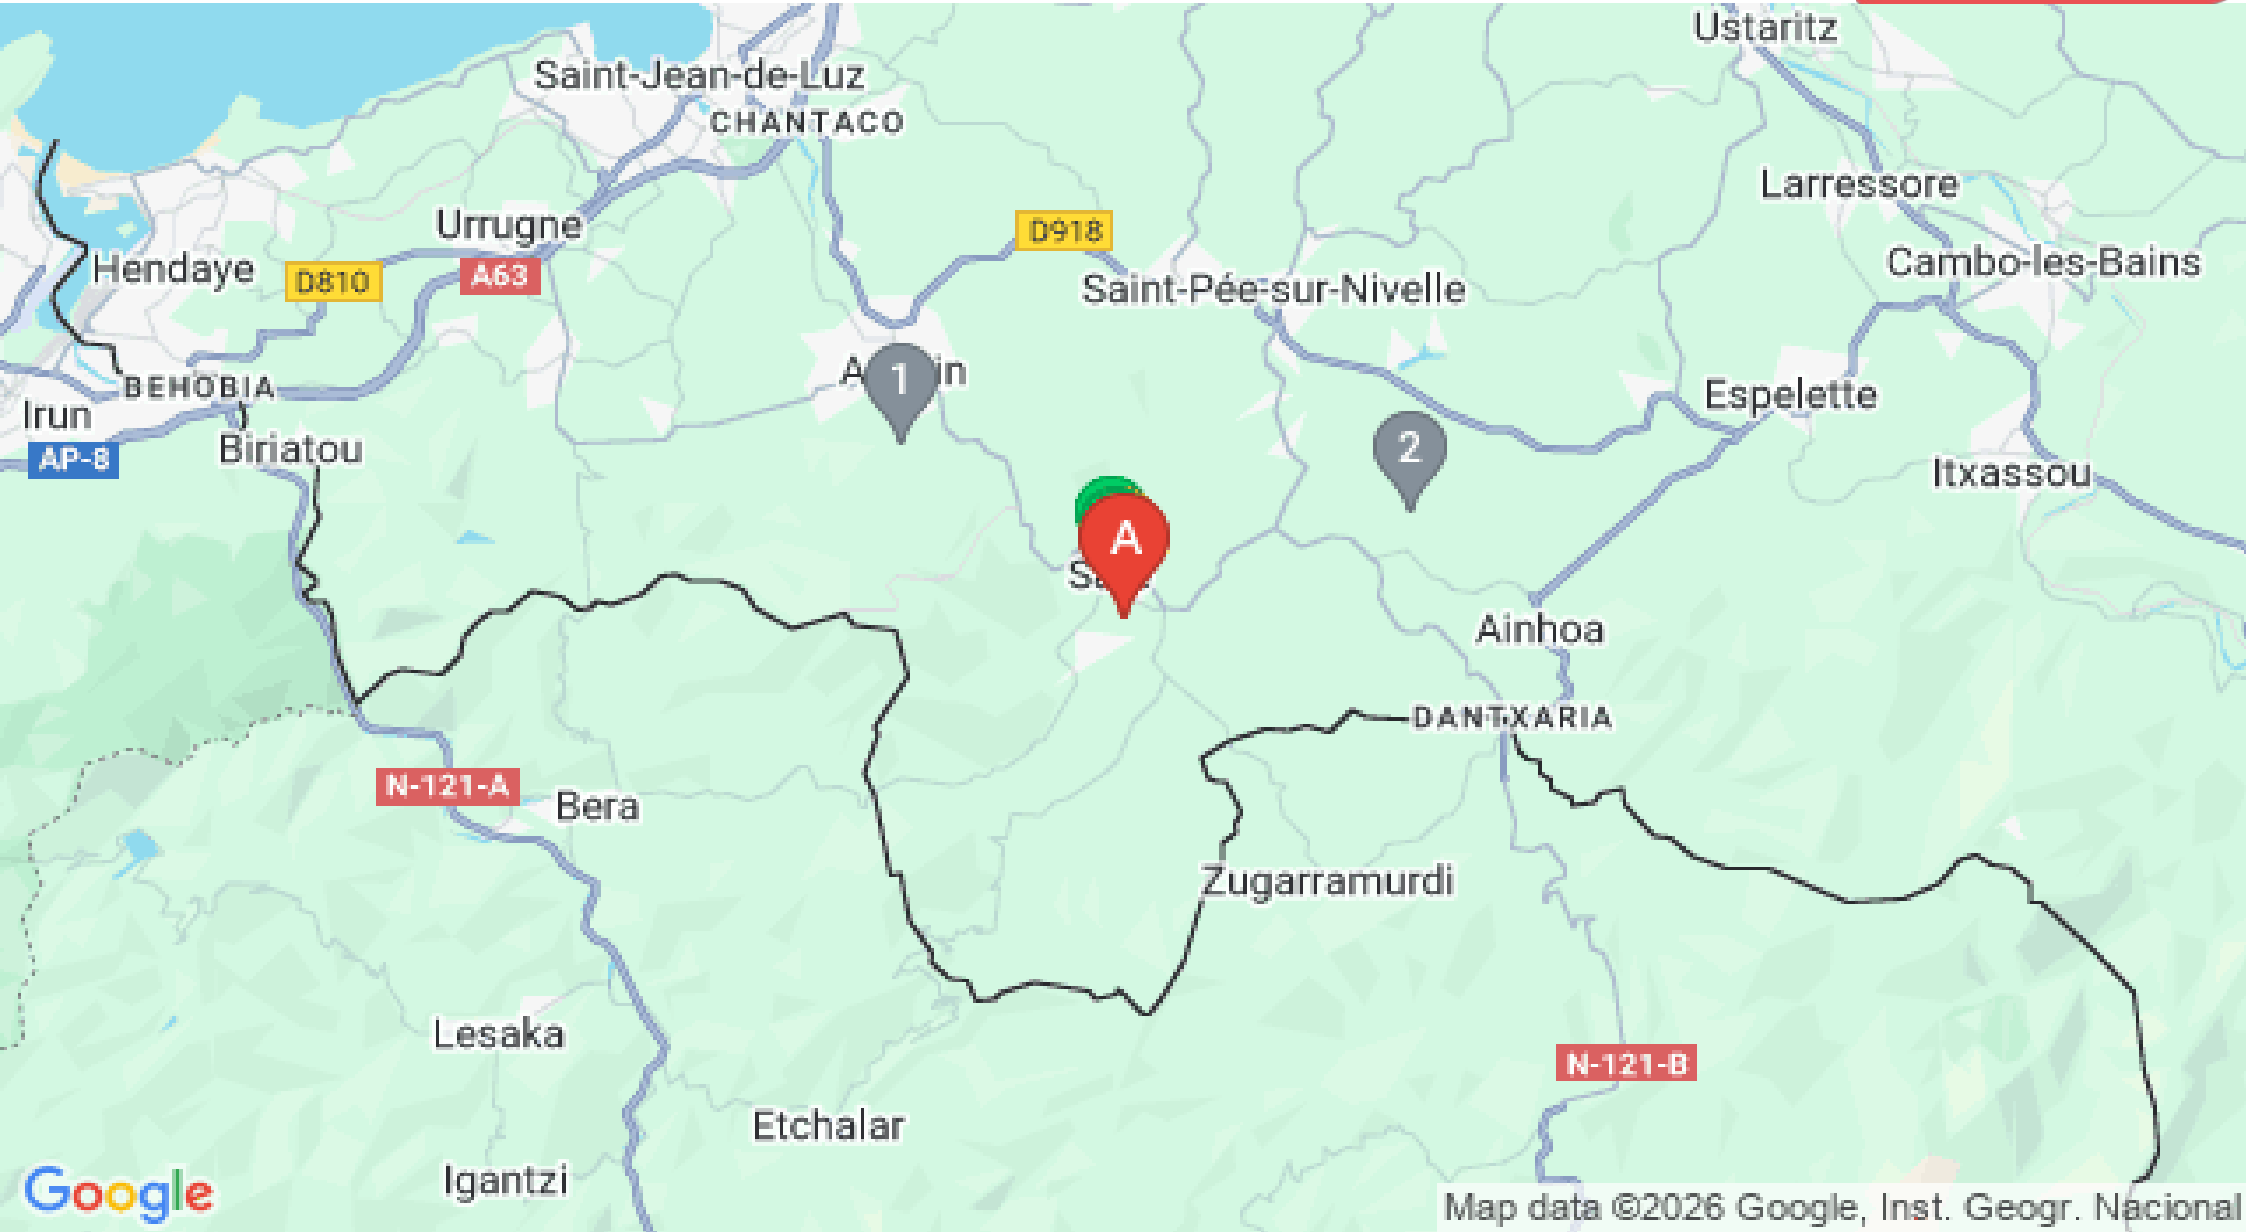 Ustaritz
Saint-Jean-de-Luz
CHANTACO
Larressore
Urrugne
D918
Cambo-les-Bains
Hendaye
D810
A63
Saint-Pée-sur-Nivelle
1
BEHOBIA
Espelette
Irun
Biriatou
2
AP-8
Itxassou
A
Ainhoa
DANTXARIA
N-121-A
Bera
Zugarramurdi
Lesaka
N-121-B
Etchalar
Igantzi
Google
Map data ©2026 Google, Inst. Geogr. Nacional